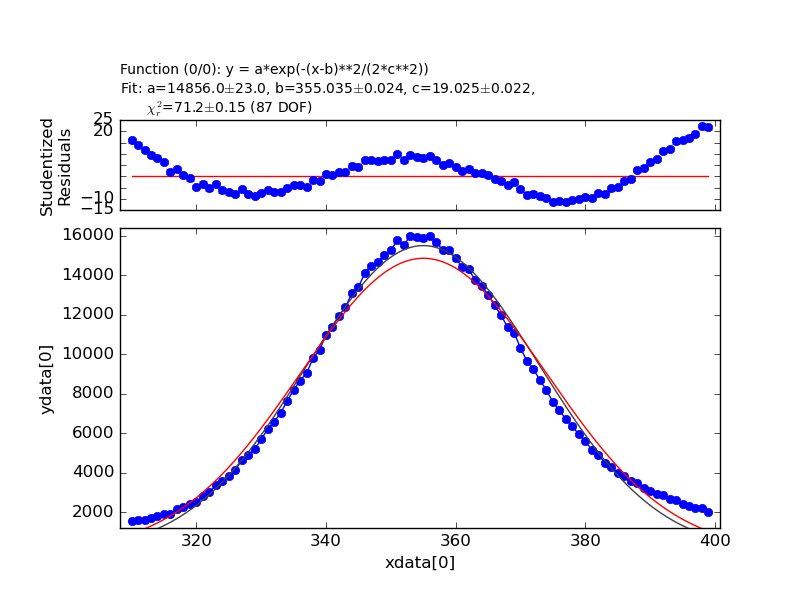 Function (0/0): y = a*exp(-(x-b)**2/(2*c**2))
Fit: a=14856.0±23.0, b=355.035±0.024, c=19.025±0.022,
χ²ᵣ=71.2±0.15 (87 DOF)
25
20
−10
−15
Studentized
Residuals
16000
14000
12000
10000
8000
6000
4000
2000
ydata[0]
320
340
360
380
400
xdata[0]